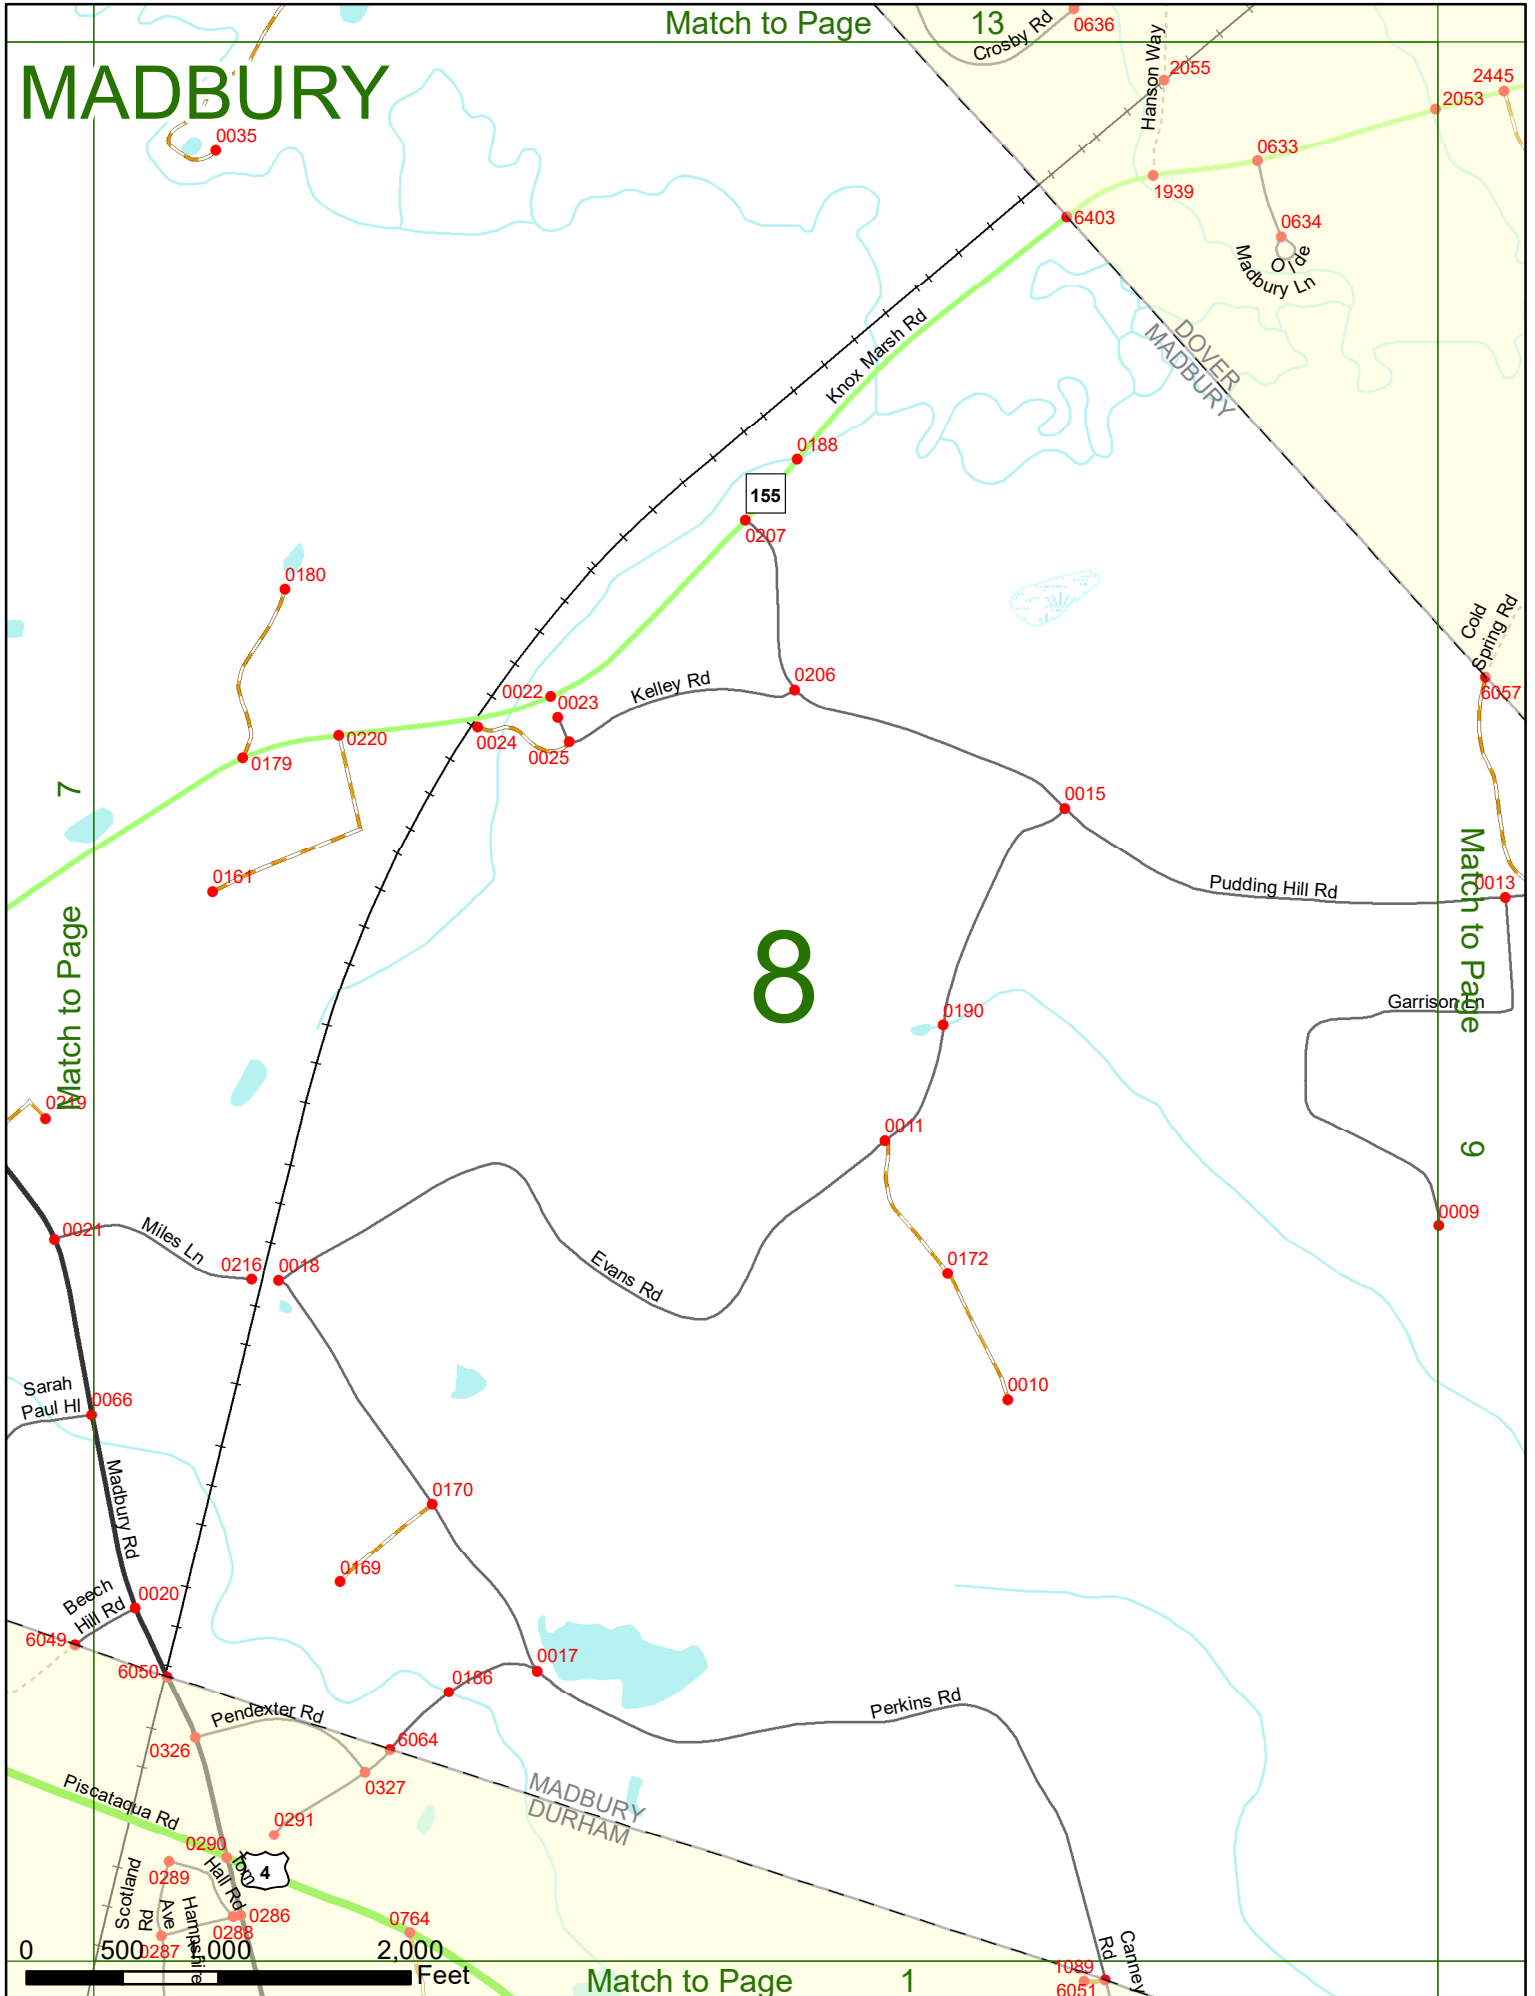 Match to Page 13
MADBURY
Crosby Rd
0636
Hanson Way
2055
2445
2053
0035
0633
1939
6403
0634
Olde
Madbury Ln
DOVER
MADBURY
Knox Marsh Rd
0188
155
0207
0180
Cold
Spring Rd
6057
0206
Kelley Rd
0022
0023
0024
0025
0220
0179
0015
7
Match to Page
0161
Pudding Hill Rd
0013
Match to Page
9
8
Garrison Ln
0190
0219
0011
0009
0021
Miles Ln
0216
0018
Evans Rd
0172
Sarah
Paul Hl
0066
0010
Madbury Rd
0170
0169
Beech
Hill Rd
0020
6049
6050
0017
0186
Perkins Rd
Pendexter Rd
0326
6064
0327
Piscataqua Rd
MADBURY
DURHAM
0291
0290
Tom
Hall Rd
4
0289
Scotland
Rd
Hampshire
Ave
0286
0288
0287
0764
Canney
Rd
1089
6051
0 500 000 2,000
Feet
Match to Page 1